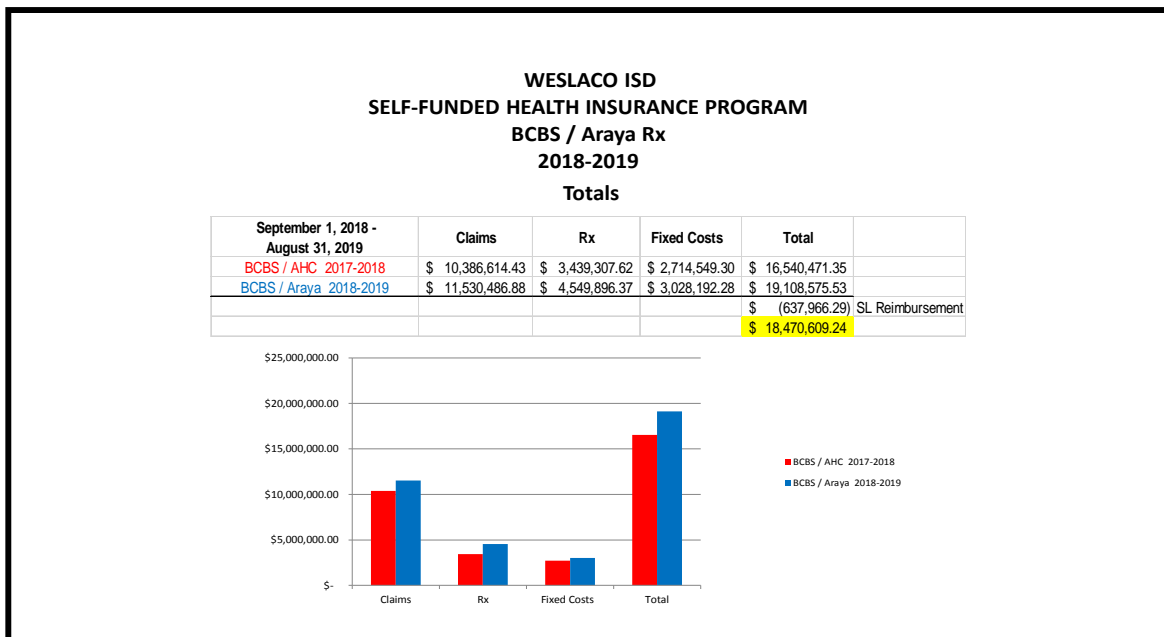 WESLACO ISD
SELF-FUNDED HEALTH INSURANCE PROGRAM
BCBS / Araya Rx
2018-2019
Totals
September 1, 2018 -
August 31, 2019 Claims Rx Fixed Costs Total
BCBS / AHC 2017-2018 $ 10,386,614.43 $ 3,439,307.62 $ 2,714,549.30 $ 16,540,471.35
BCBS / Araya 2018-2019 $ 11,530,486.88 $ 4,549,896.37 $ 3,028,192.28 $ 19,108,575.53
$ (637,966.29) SL Reimbursement
$ 18,470,609.24
$25,000,000.00
$20,000,000.00
$15,000,000.00
$10,000,000.00
$5,000,000.00
$-
Claims Rx Fixed Costs Total
BCBS / AHC 2017-2018
BCBS / Araya 2018-2019